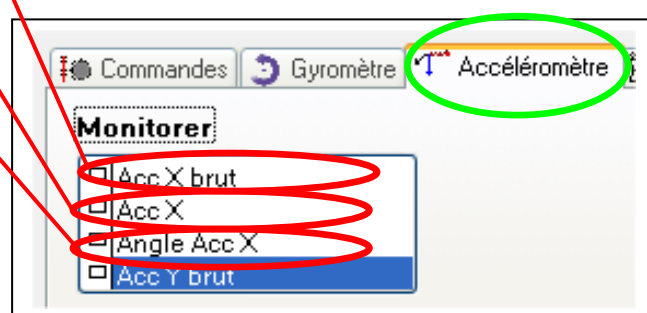 Commandes Gyromètre Accéléromètre
Monitorer
Acc X brut
Acc X
Angle Acc X
Acc Y brut